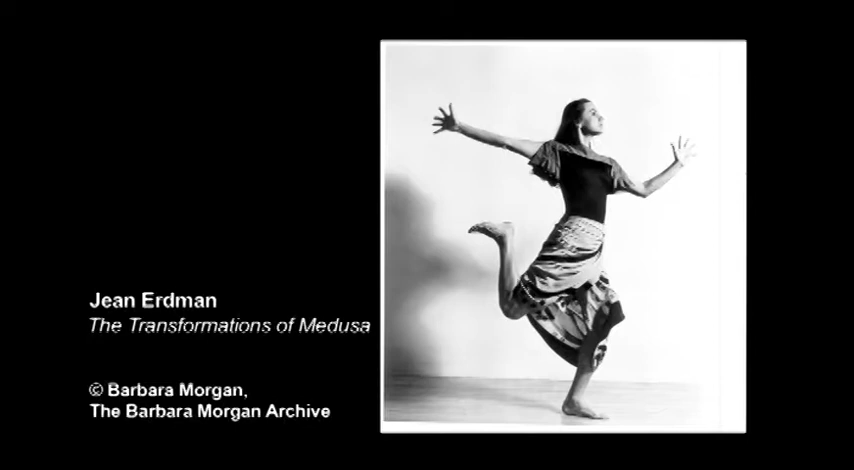 Jean Erdman
The Transformations of Medusa
© Barbara Morgan,
The Barbara Morgan Archive